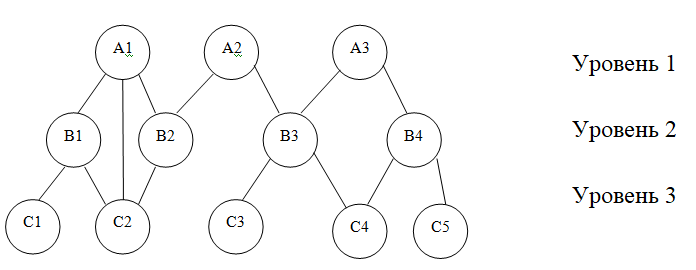 A1 A2 A3 Уровень 1
B1 B2 B3 B4 Уровень 2
C1 C2 C3 C4 C5 Уровень 3